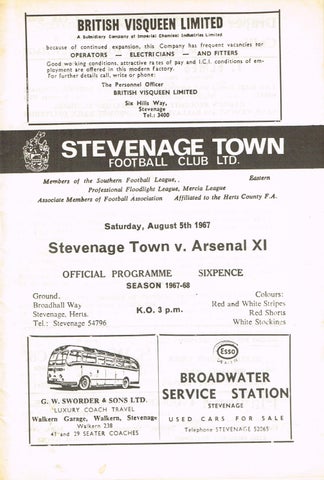 BRITISH VISQUEEN LIMITED
A Subsidiary Company of Imperial Chemical Industries Limited
because of continued expansion, this Company has frequent vacancies for
OPERATORS — ELECTRICIANS — AND FITTERS
Good working conditions, attractive rates of pay and I.C.I. conditions of em-
ployment are offered in this modern factory.
For further details call, write or phone:
The Personnel Officer
BRITISH VISQUEEN LIMITED
Six Hills Way,
Stevenage
Tel.: 3400
STEVENAGE TOWN
FOOTBALL CLUB LTD.
Members of the Southern Football League,. Eastern
Professional Floodlight League, Mercia League
Associate Members of Football Association Affiliated to the Herts County F.A.
Saturday, August 5th 1967
Stevenage Town v. Arsenal XI
OFFICIAL PROGRAMME SIXPENCE
SEASON 1967-68
Ground.
Broadhall Way
Stevenage, Herts.
Tel.: Stevenage 54796
K.O. 3 p.m.
Colours:
Red and White Stripes
Red Shorts
White Stockings
G. W. SWORDER & SONS LTD.
LUXURY COACH TRAVEL
Walkern Garage, Walkern, Stevenage
Walkern 238
41 and 29 SEATER COACHES
Esso
BROADWATER
SERVICE STATION
STEVENAGE
USED CARS FOR SALE
Telephone STEVENAGE 52065